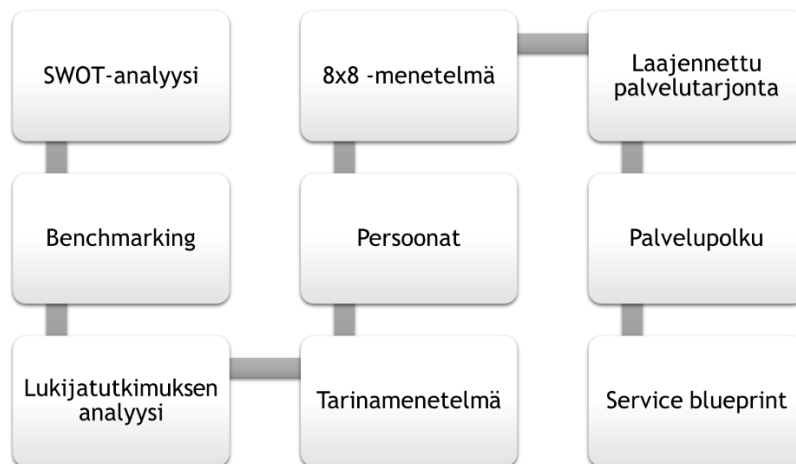 SWOT-analyysi
Benchmarking
Lukijatutkimuksen
analyysi
Tarinamenetelmä
Persoonat
8x8 -menetelmä
Laajennettu
palvelutarjonta
Palvelupolku
Service blueprint